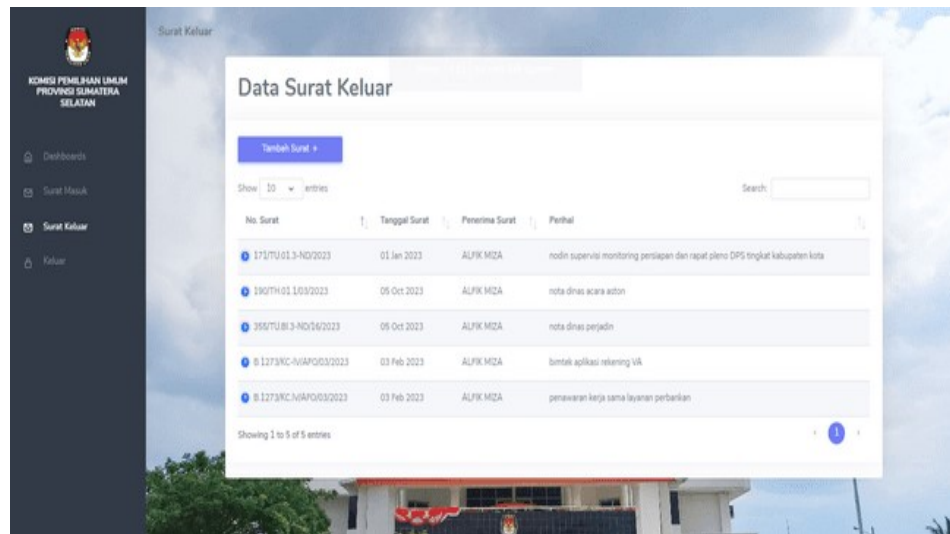 Surat Keluar
KOMISI PEMILIHAN UMUM
PROVINSI SUMATERA
SELATAN
Dashboards
Surat Masuk
Surat Keluar
Keluar
Data Surat Keluar
Tambah Surat +
Show 10 entries
Search:
No. Surat Tanggal Surat Penerima Surat Perihal
171/TU.01.3-ND/2023 01 Jan 2023 ALFIK MIZA nodin supervisi monitoring persiapan dan rapat pleno DPS tingkat kabupaten kota
190/TH.01.1/03/2023 05 Oct 2023 ALFIK MIZA nota dinas acara aston
355/TU.BI.3-ND/16/2023 05 Oct 2023 ALFIK MIZA nota dinas perjadin
B.1273/KC-IV/APO/03/2023 03 Feb 2023 ALFIK MIZA bimtek aplikasi rekening VA
B.1273/KC.IV/APO/03/2023 03 Feb 2023 ALFIK MIZA penawaran kerja sama layanan perbankan
Showing 1 to 5 of 5 entries
1